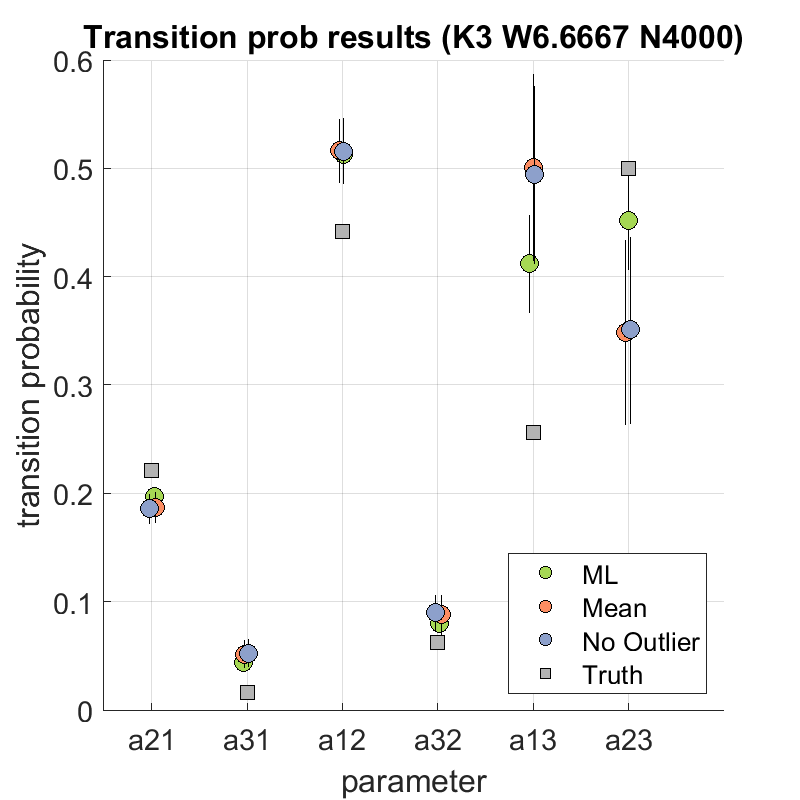 Transition prob results (K3 W6.6667 N4000)
0.6
0.5
0.4
0.3
0.2
0.1
0
transition probability
ML
Mean
No Outlier
Truth
a21 a31 a12 a32 a13 a23
parameter